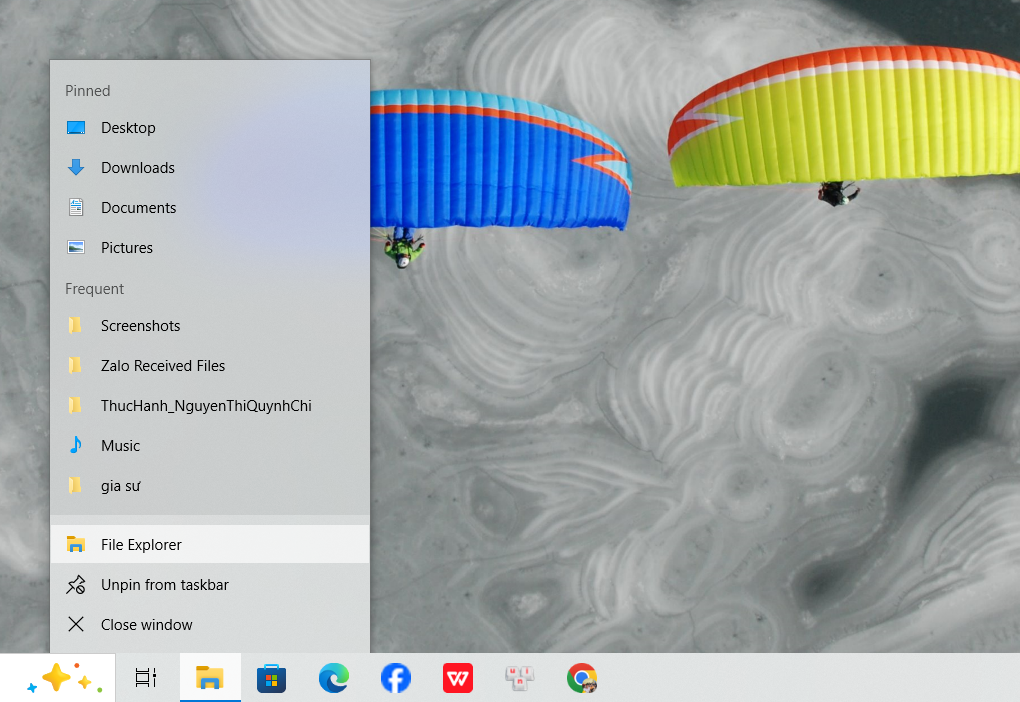 Pinned
Desktop
Downloads
Documents
Pictures
Frequent
Screenshots
Zalo Received Files
ThucHanh_NguyenThiQuynhChi
Music
gia sư
File Explorer
Unpin from taskbar
Close window